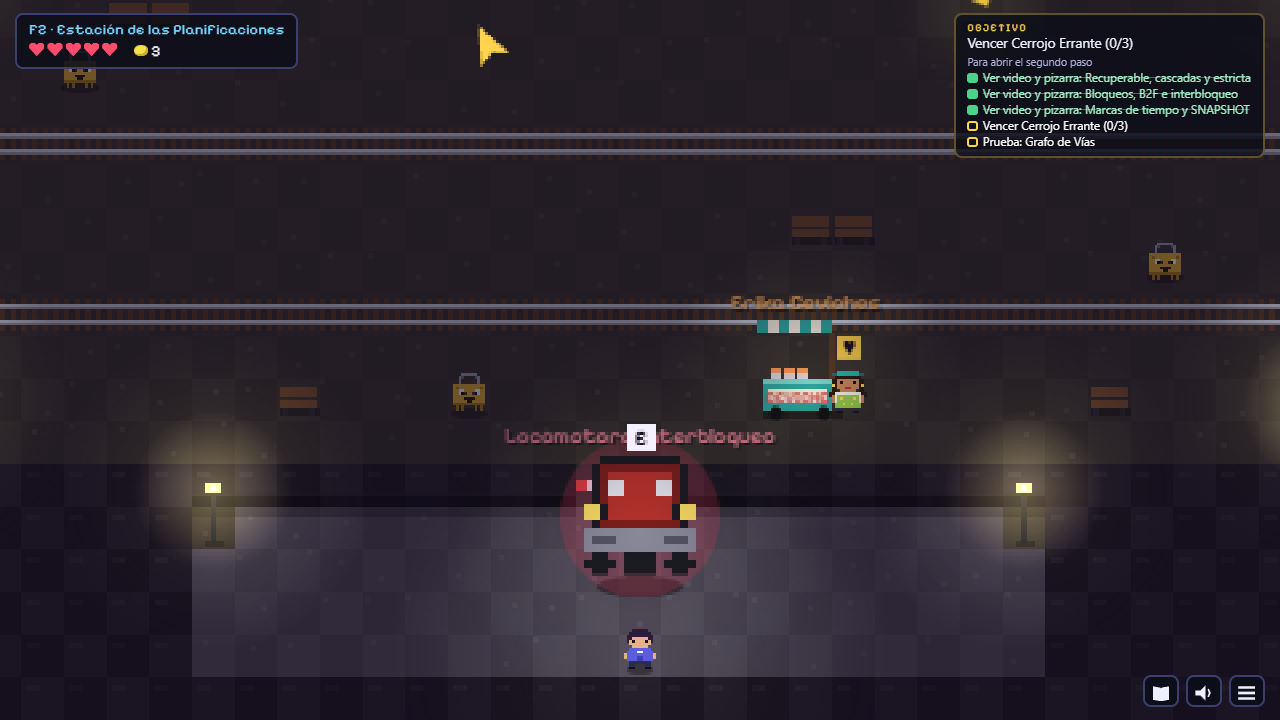 F2 · Estación de las Planificaciones
3
OBJETIVO
Vencer Cerrojo Errante (0/3)
Para abrir el segundo paso
Ver video y pizarra: Recuperable, cascadas y estricta
Ver video y pizarra: Bloqueos, B2F e interbloqueo
Ver video y pizarra: Marcas de tiempo y SNAPSHOT
Vencer Cerrojo Errante (0/3)
Prueba: Grafo de Vías
Erika Ceviches
E